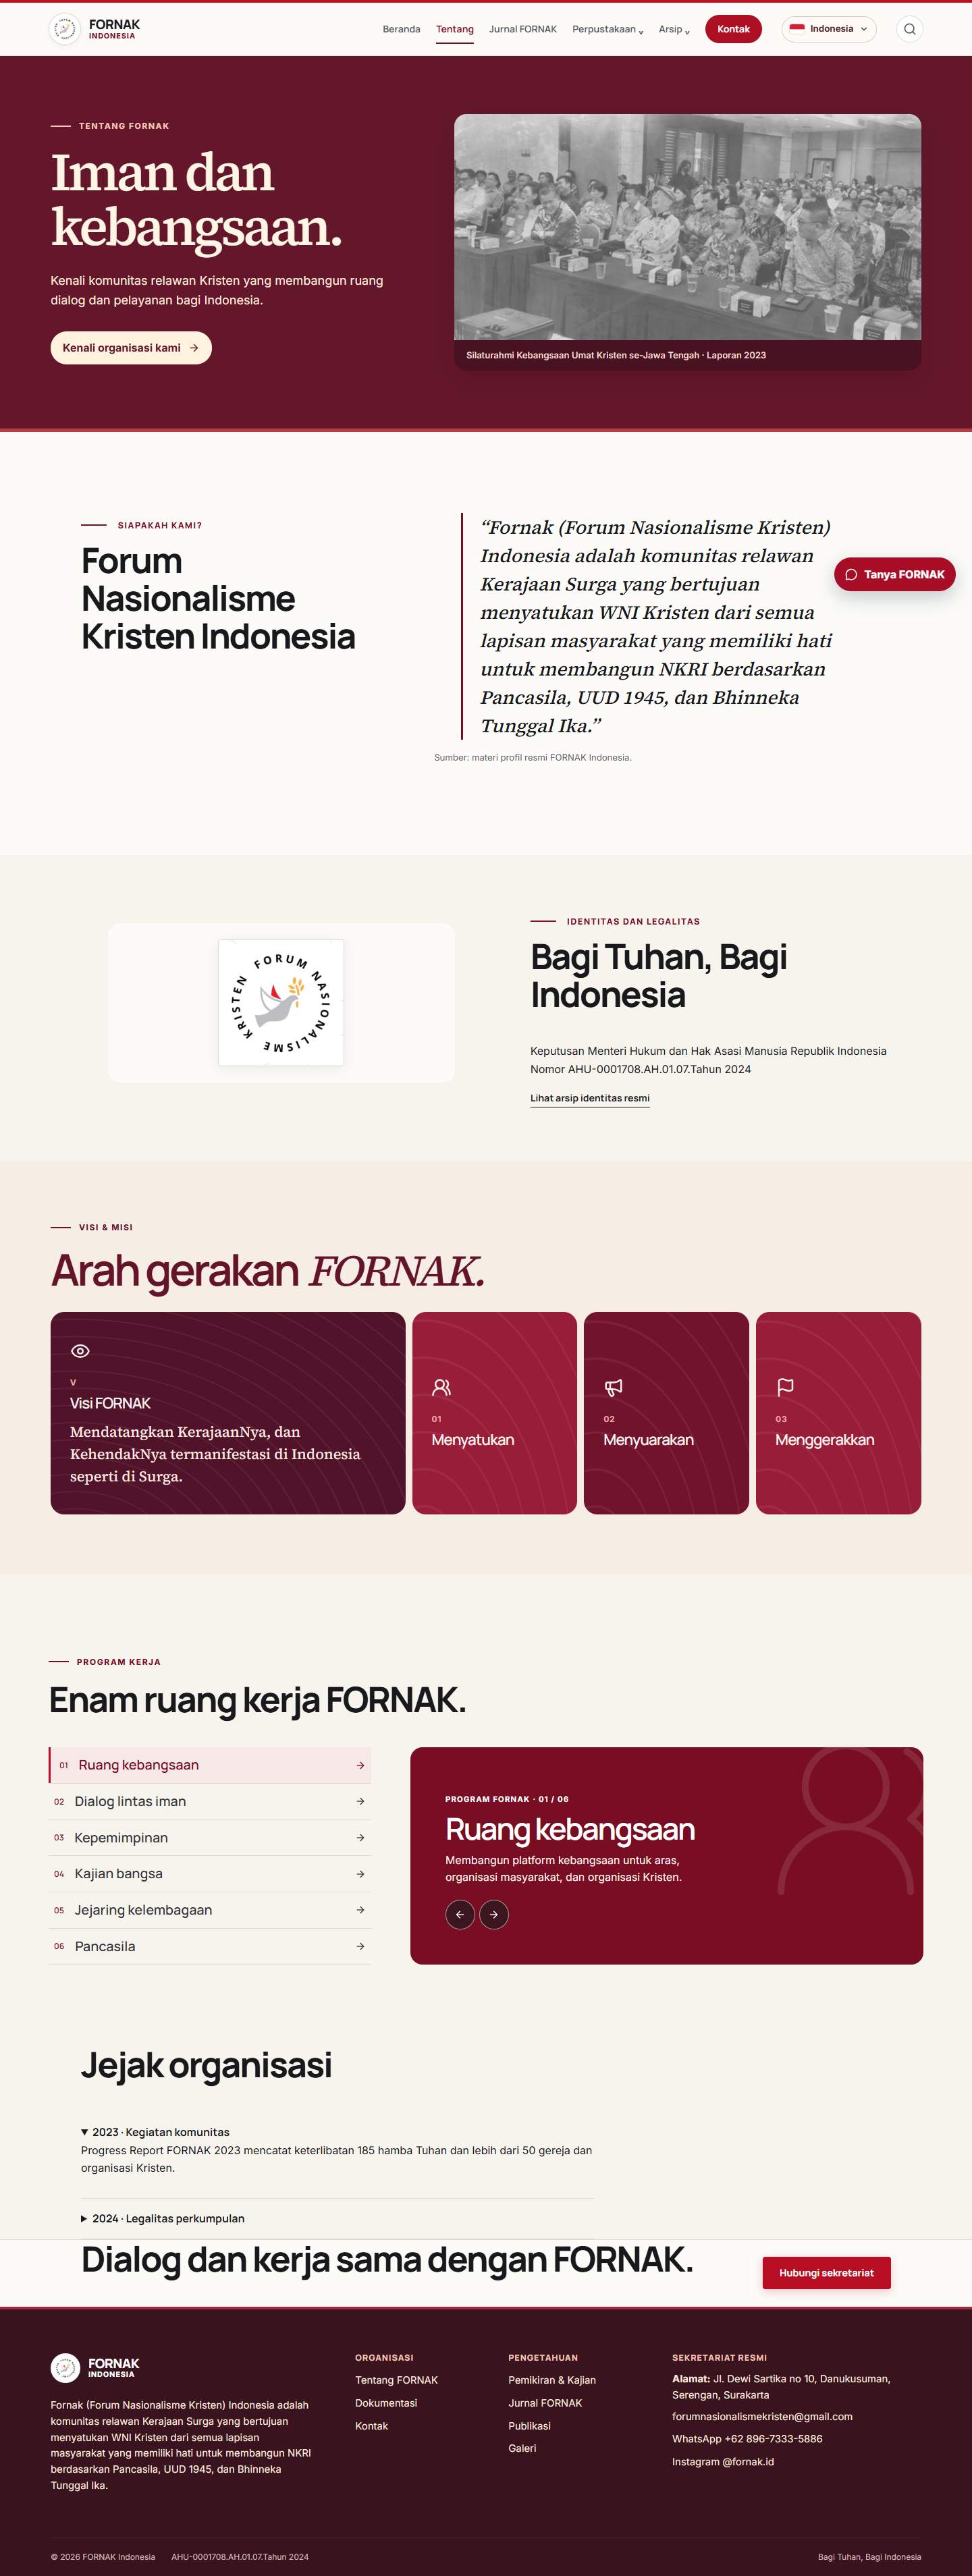 FORNAK
INDONESIA
Beranda
Tentang
Jurnal FORNAK
Perpustakaan
Arsip
Kontak
Indonesia
TENTANG FORNAK
Iman dan
kebangsaan.
Kenali komunitas relawan Kristen yang membangun ruang
dialog dan pelayanan bagi Indonesia.
Kenali organisasi kami →
Silaturahmi Kebangsaan Umat Kristen se-Jawa Tengah · Laporan 2023
SIAPAKAH KAMI?
Forum
Nasionalisme
Kristen Indonesia
“Fornak (Forum Nasionalisme Kristen)
Indonesia adalah komunitas relawan
Kerajaan Surga yang bertujuan
menyatukan WNI Kristen dari semua
lapisan masyarakat yang memiliki hati
untuk membangun NKRI berdasarkan
Pancasila, UUD 1945, dan Bhinneka
Tunggal Ika.”
Sumber: materi profil resmi FORNAK Indonesia.
Tanya FORNAK
FORUM NASIONALISME KRISTEN
IDENTITAS DAN LEGALITAS
Bagi Tuhan, Bagi
Indonesia
Keputusan Menteri Hukum dan Hak Asasi Manusia Republik Indonesia
Nomor AHU-0001708.AH.01.07.Tahun 2024
Lihat arsip identitas resmi
VISI & MISI
Arah gerakan FORNAK.
V
Visi FORNAK
Mendatangkan KerajaanNya, dan
KehendakNya termanifestasi di Indonesia
seperti di Surga.
01
Menyatukan
02
Menyuarakan
03
Menggerakkan
PROGRAM KERJA
Enam ruang kerja FORNAK.
01 Ruang kebangsaan →
02 Dialog lintas iman →
03 Kepemimpinan →
04 Kajian bangsa →
05 Jejaring kelembagaan →
06 Pancasila →
PROGRAM FORNAK · 01 / 06
Ruang kebangsaan
Membangun platform kebangsaan untuk aras,
organisasi masyarakat, dan organisasi Kristen.
← →
Jejak organisasi
▼ 2023 · Kegiatan komunitas
Progress Report FORNAK 2023 mencatat keterlibatan 185 hamba Tuhan dan lebih dari 50 gereja dan
organisasi Kristen.
▶ 2024 · Legalitas perkumpulan
Dialog dan kerja sama dengan FORNAK.
Hubungi sekretariat
FORNAK
INDONESIA
Fornak (Forum Nasionalisme Kristen) Indonesia adalah
komunitas relawan Kerajaan Surga yang bertujuan
menyatukan WNI Kristen dari semua lapisan
masyarakat yang memiliki hati untuk membangun NKRI
berdasarkan Pancasila, UUD 1945, dan Bhinneka
Tunggal Ika.
ORGANISASI
Tentang FORNAK
Dokumentasi
Kontak
PENGETAHUAN
Pemikiran & Kajian
Jurnal FORNAK
Publikasi
Galeri
SEKRETARIAT RESMI
Alamat: Jl. Dewi Sartika no 10, Danukusuman,
Serengan, Surakarta
forumnasionalismekristen@gmail.com
WhatsApp +62 896-7333-5886
Instagram @fornak.id
© 2026 FORNAK Indonesia
AHU-0001708.AH.01.07.Tahun 2024
Bagi Tuhan, Bagi Indonesia